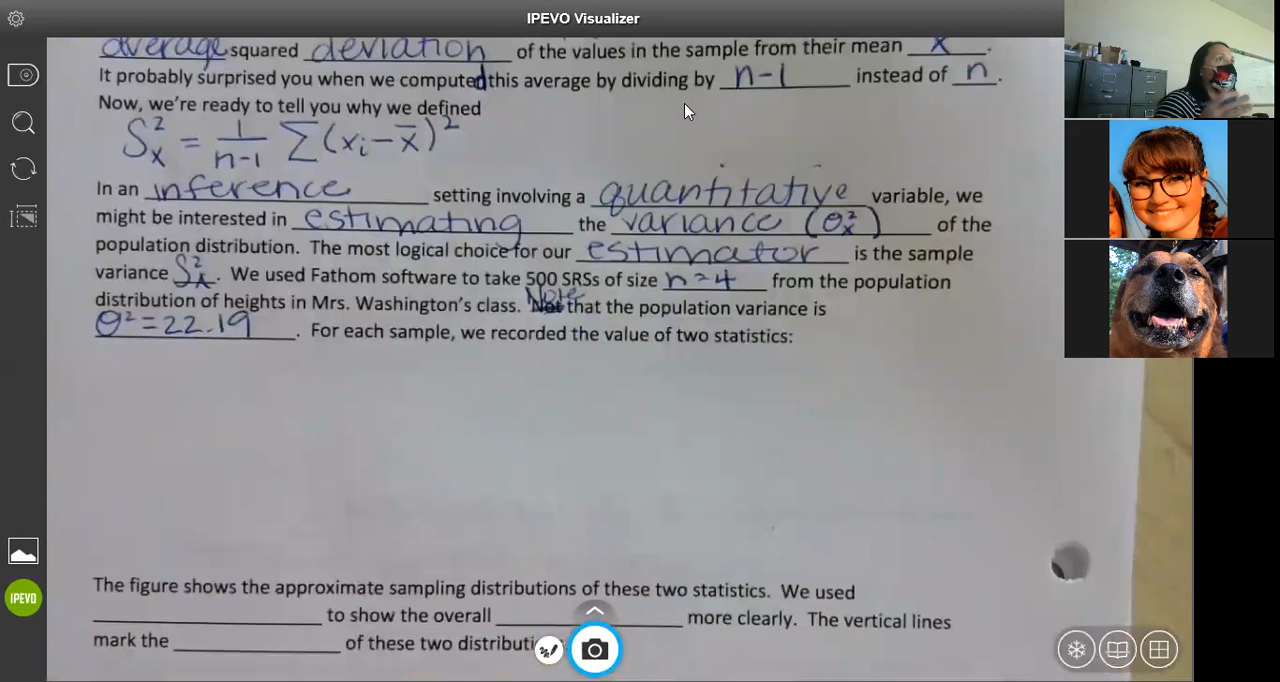 IPEVO Visualizer
average squared deviation of the values in the sample from their mean x̄.
It probably surprised you when we computed this average by dividing by n-1 instead of n.
Now, we're ready to tell you why we defined
S²ₓ = 1/(n-1) Σ(xᵢ-x̄)²
In an inference setting involving a quantitative variable, we
might be interested in estimating the variance (σ²ₓ) of the
population distribution. The most logical choice for our estimator is the sample
variance S²ₓ. We used Fathom software to take 500 SRSs of size n=4 from the population
Note
distribution of heights in Mrs. Washington's class. Not that the population variance is
σ²=22.19. For each sample, we recorded the value of two statistics:
The figure shows the approximate sampling distributions of these two statistics. We used
____ to show the overall ____ more clearly. The vertical lines
mark the ____ of these two distributi
IPEVO